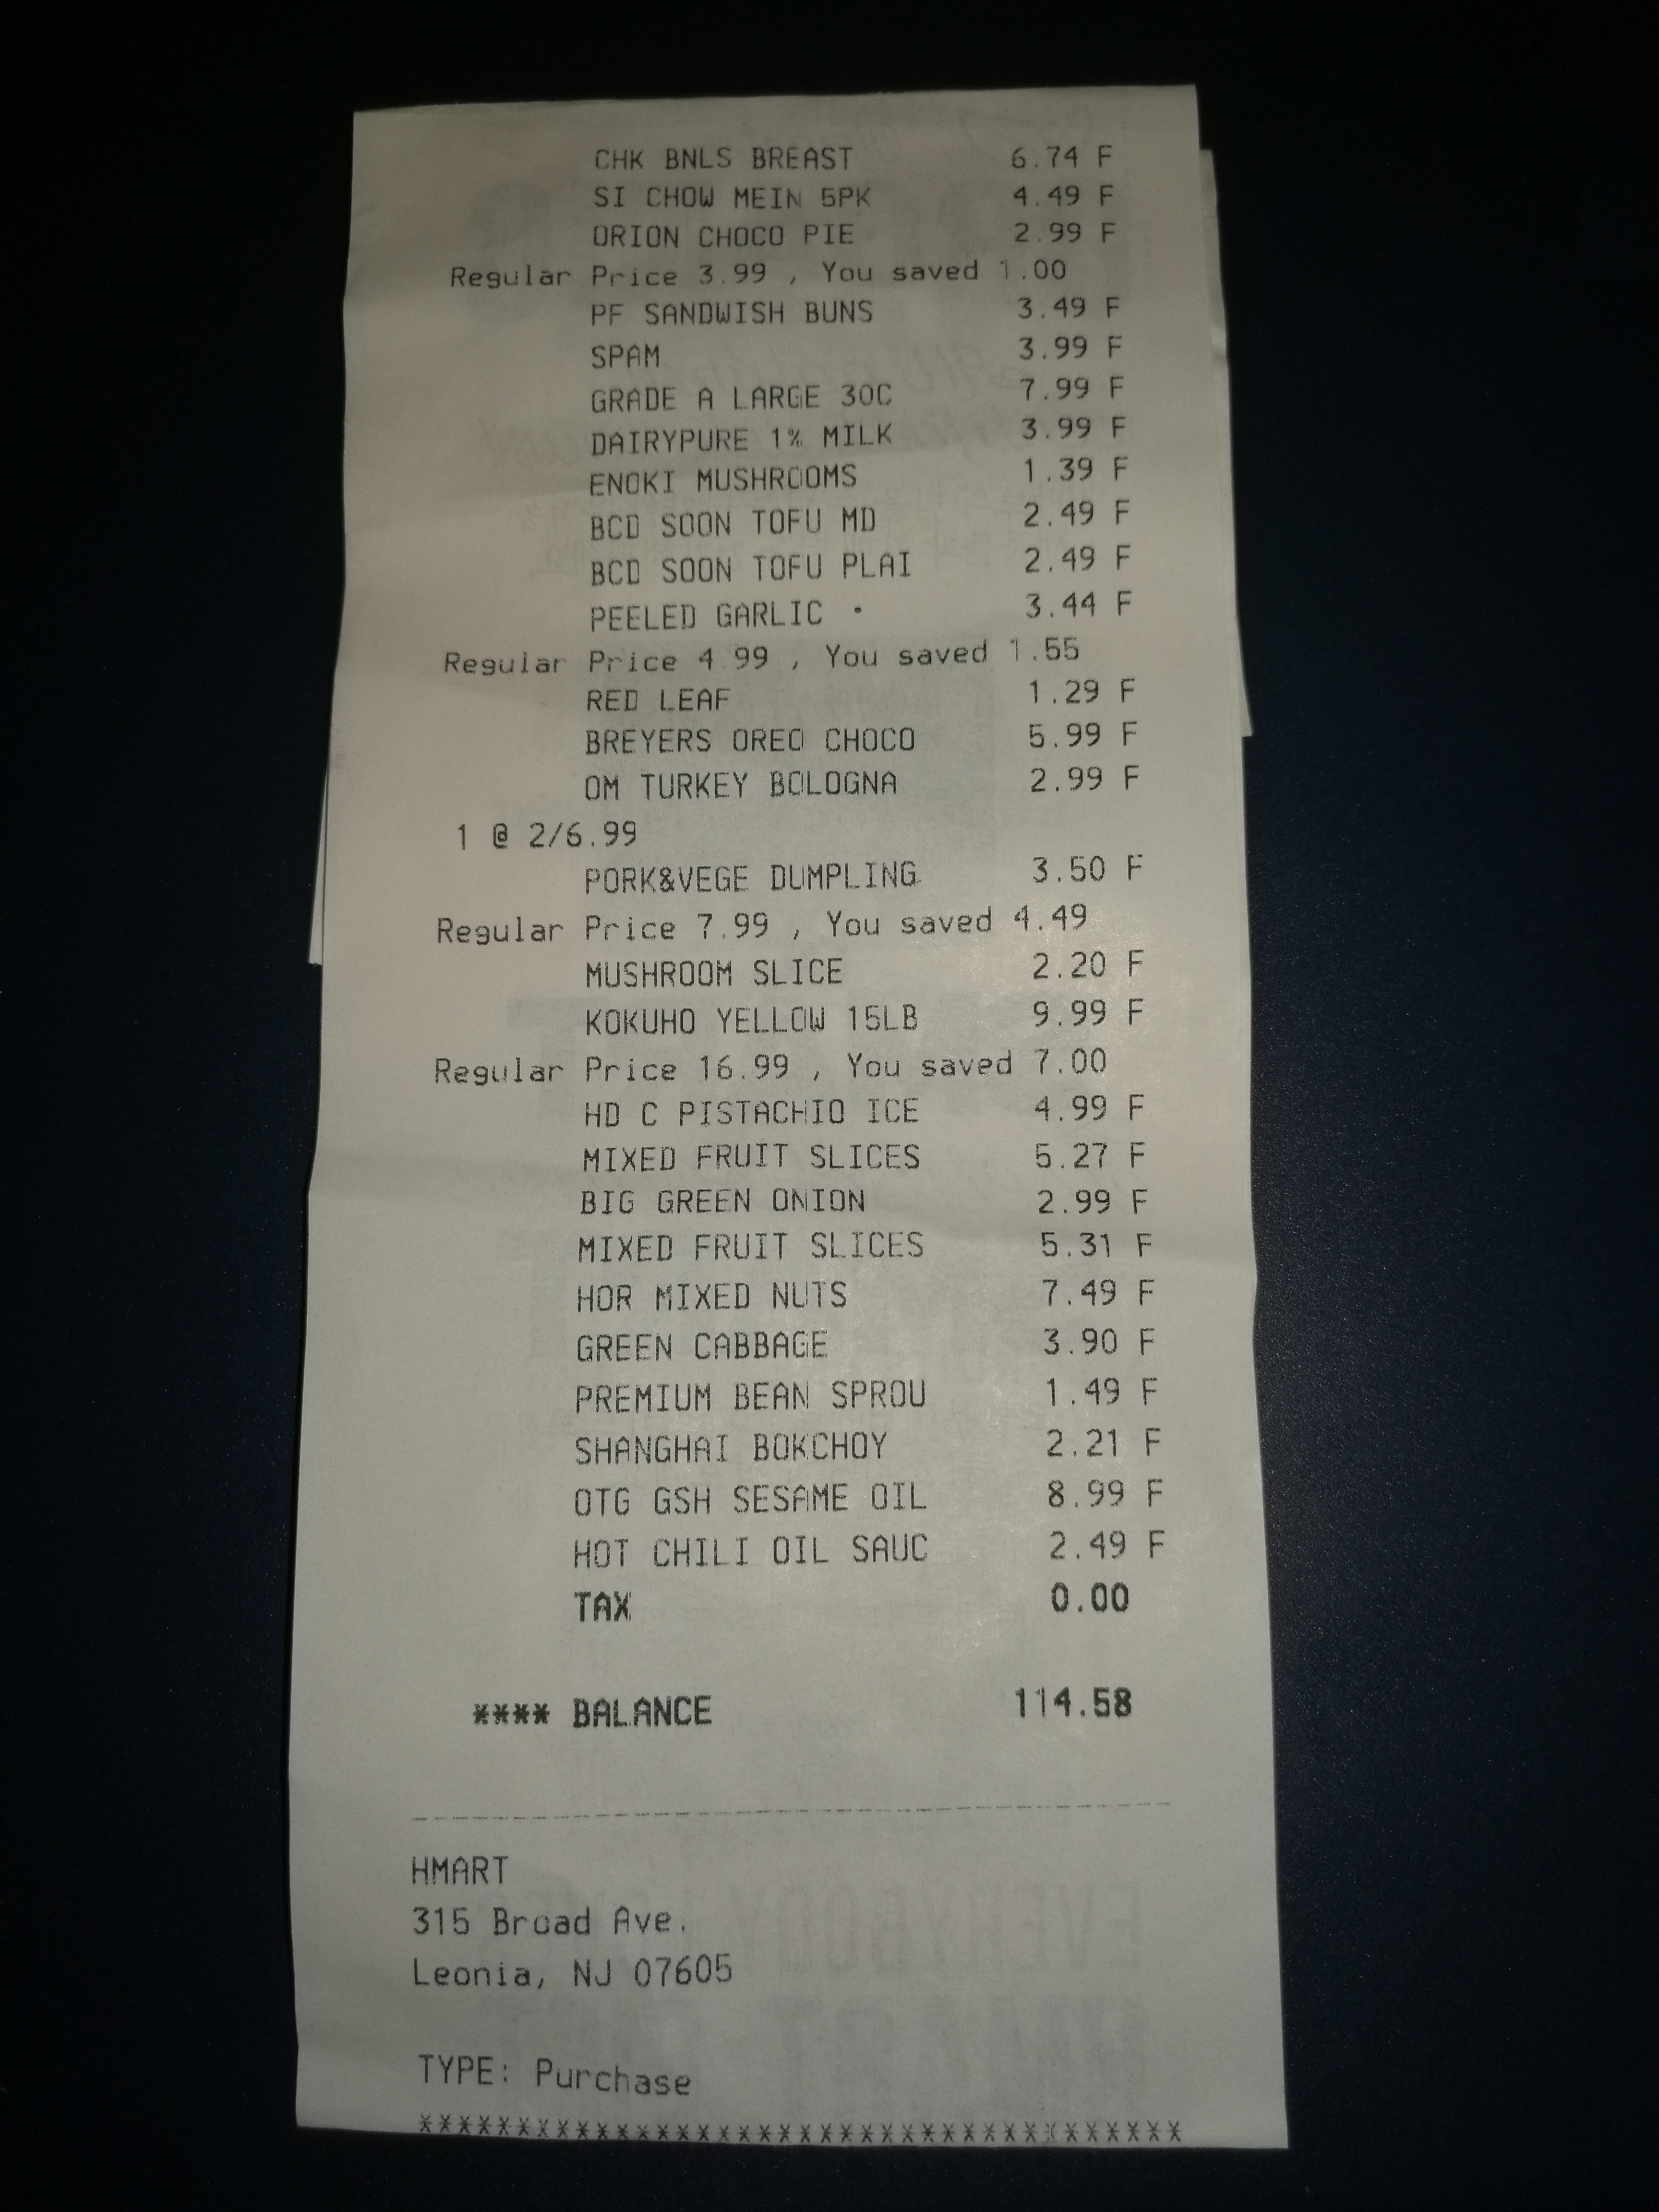 CHK BNLS BREAST 6.74 F
SI CHOW MEIN 5PK 4.49 F
ORION CHOCO PIE 2.99 F
Regular Price 3.99 , You saved 1.00
PF SANDWISH BUNS 3.49 F
SPAM 3.99 F
GRADE A LARGE 30C 7.99 F
DAIRYPURE 1% MILK 3.99 F
ENOKI MUSHROOMS 1.39 F
BCD SOON TOFU MD 2.49 F
BCD SOON TOFU PLAI 2.49 F
PEELED GARLIC · 3.44 F
Regular Price 4.99 , You saved 1.55
RED LEAF 1.29 F
BREYERS OREO CHOCO 5.99 F
OM TURKEY BOLOGNA 2.99 F
1 @ 2/6.99
PORK&VEGE DUMPLING 3.50 F
Regular Price 7.99 , You saved 4.49
MUSHROOM SLICE 2.20 F
KOKUHO YELLOW 15LB 9.99 F
Regular Price 16.99 , You saved 7.00
HD C PISTACHIO ICE 4.99 F
MIXED FRUIT SLICES 5.27 F
BIG GREEN ONION 2.99 F
MIXED FRUIT SLICES 5.31 F
HOR MIXED NUTS 7.49 F
GREEN CABBAGE 3.90 F
PREMIUM BEAN SPROU 1.49 F
SHANGHAI BOKCHOY 2.21 F
OTG GSH SESAME OIL 8.99 F
HOT CHILI OIL SAUC 2.49 F
TAX 0.00
**** BALANCE 114.58
HMART
315 Broad Ave.
Leonia, NJ 07605
TYPE: Purchase
**************************************